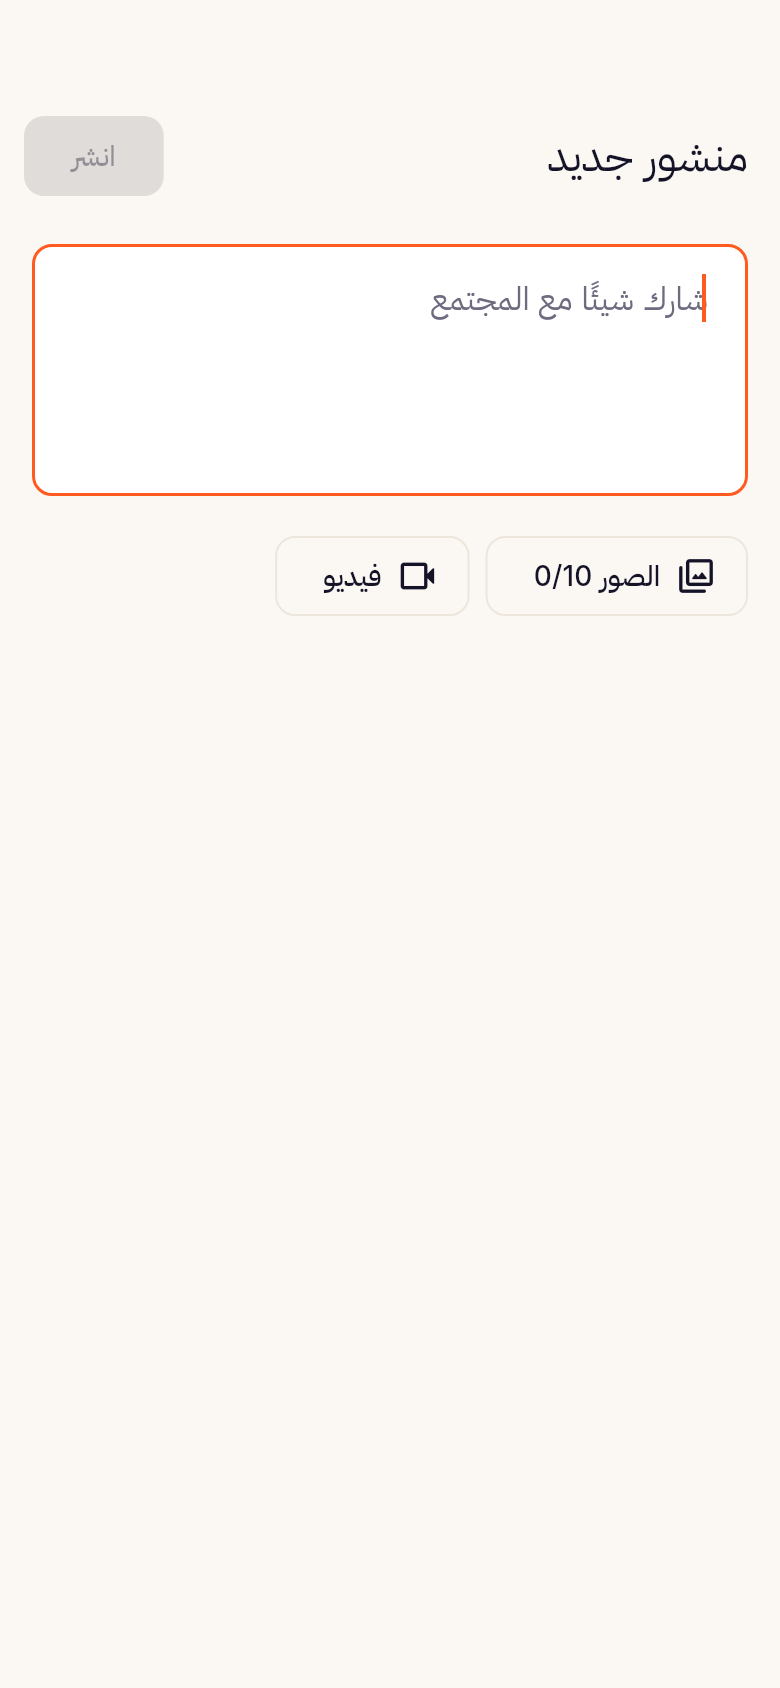 منشور جديد
انشر
شارك شيئًا مع المجتمع
الصور 0/10
فيديو